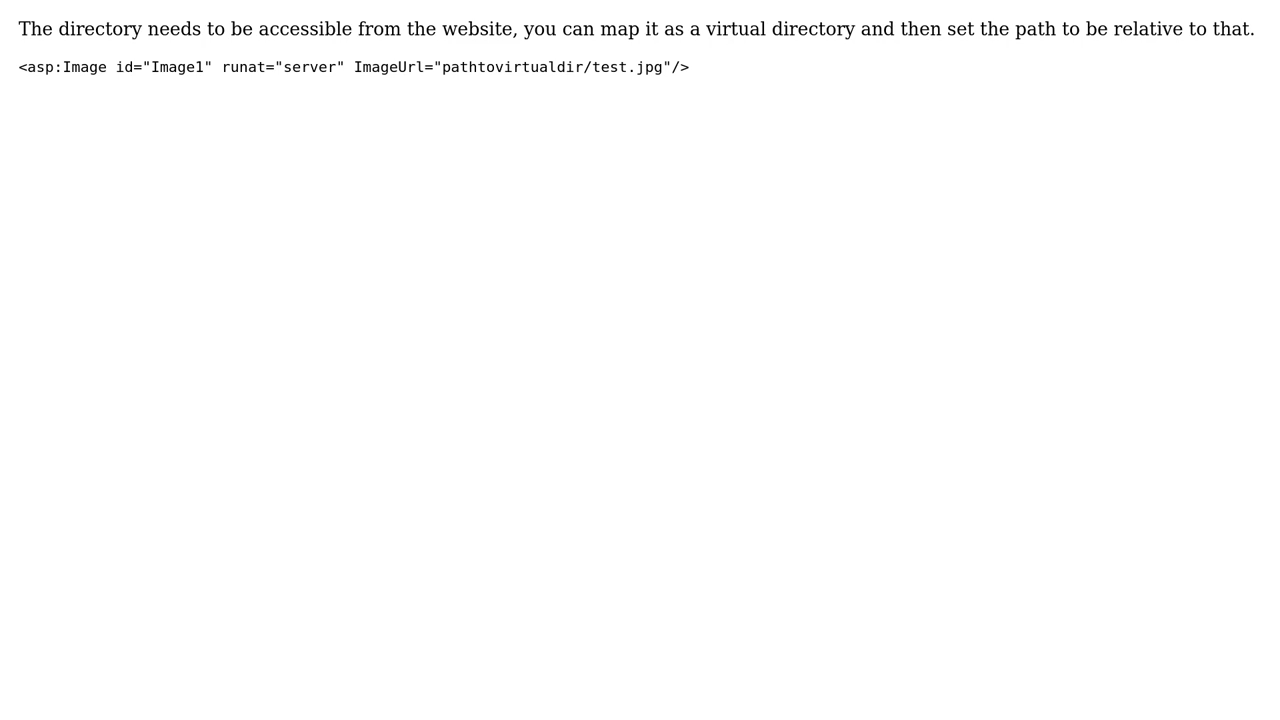 The directory needs to be accessible from the website, you can map it as a virtual directory and then set the path to be relative to that.
<asp:Image id="Image1" runat="server" ImageUrl="pathtovirtualdir/test.jpg"/>